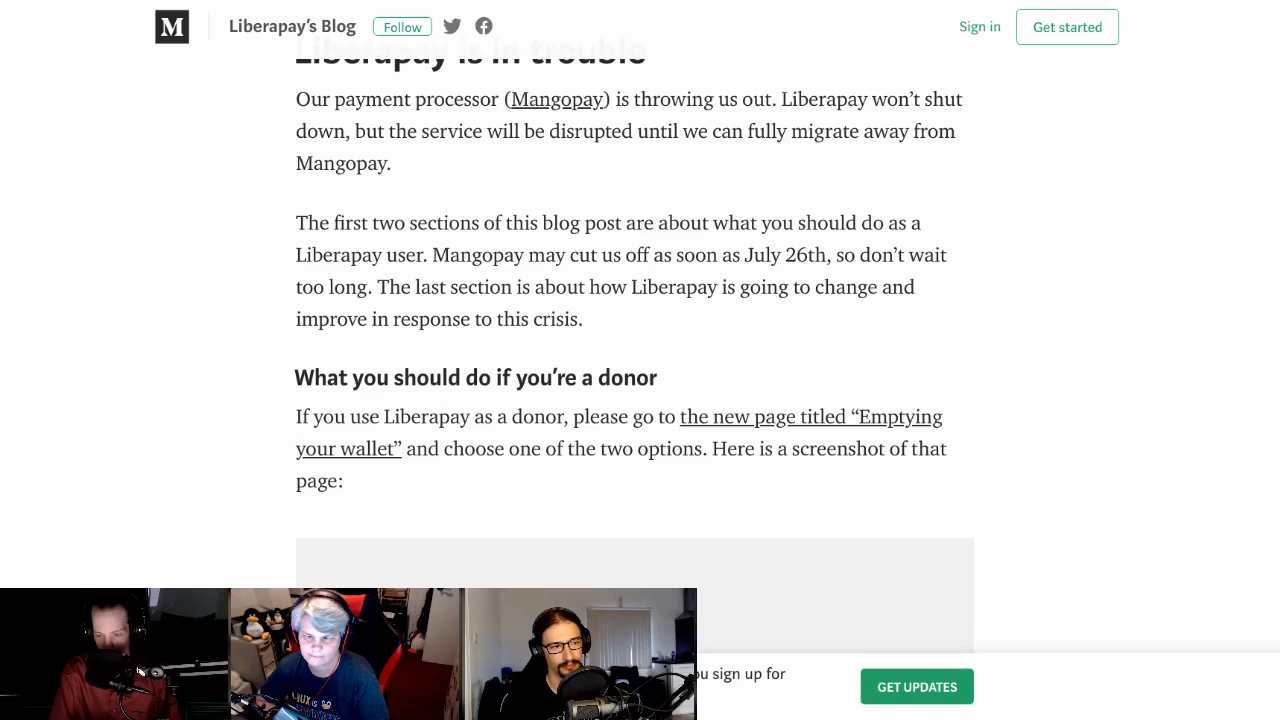 M
Liberapay's Blog
Follow
Sign in
Get started
Liberapay is in trouble
Our payment processor (Mangopay) is throwing us out. Liberapay won't shut
down, but the service will be disrupted until we can fully migrate away from
Mangopay.
The first two sections of this blog post are about what you should do as a
Liberapay user. Mangopay may cut us off as soon as July 26th, so don't wait
too long. The last section is about how Liberapay is going to change and
improve in response to this crisis.
What you should do if you're a donor
If you use Liberapay as a donor, please go to the new page titled “Emptying
your wallet” and choose one of the two options. Here is a screenshot of that
page:
sign up for
GET UPDATES